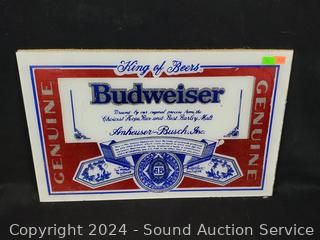 King of Beers
Budweiser
Brewed by our original process from the
Choicest Hops, Rice and Best Barley Malt
Anheuser-Busch, Inc.
GENUINE
GENUINE
AB
Copyright 2024 - Sound Auction Service